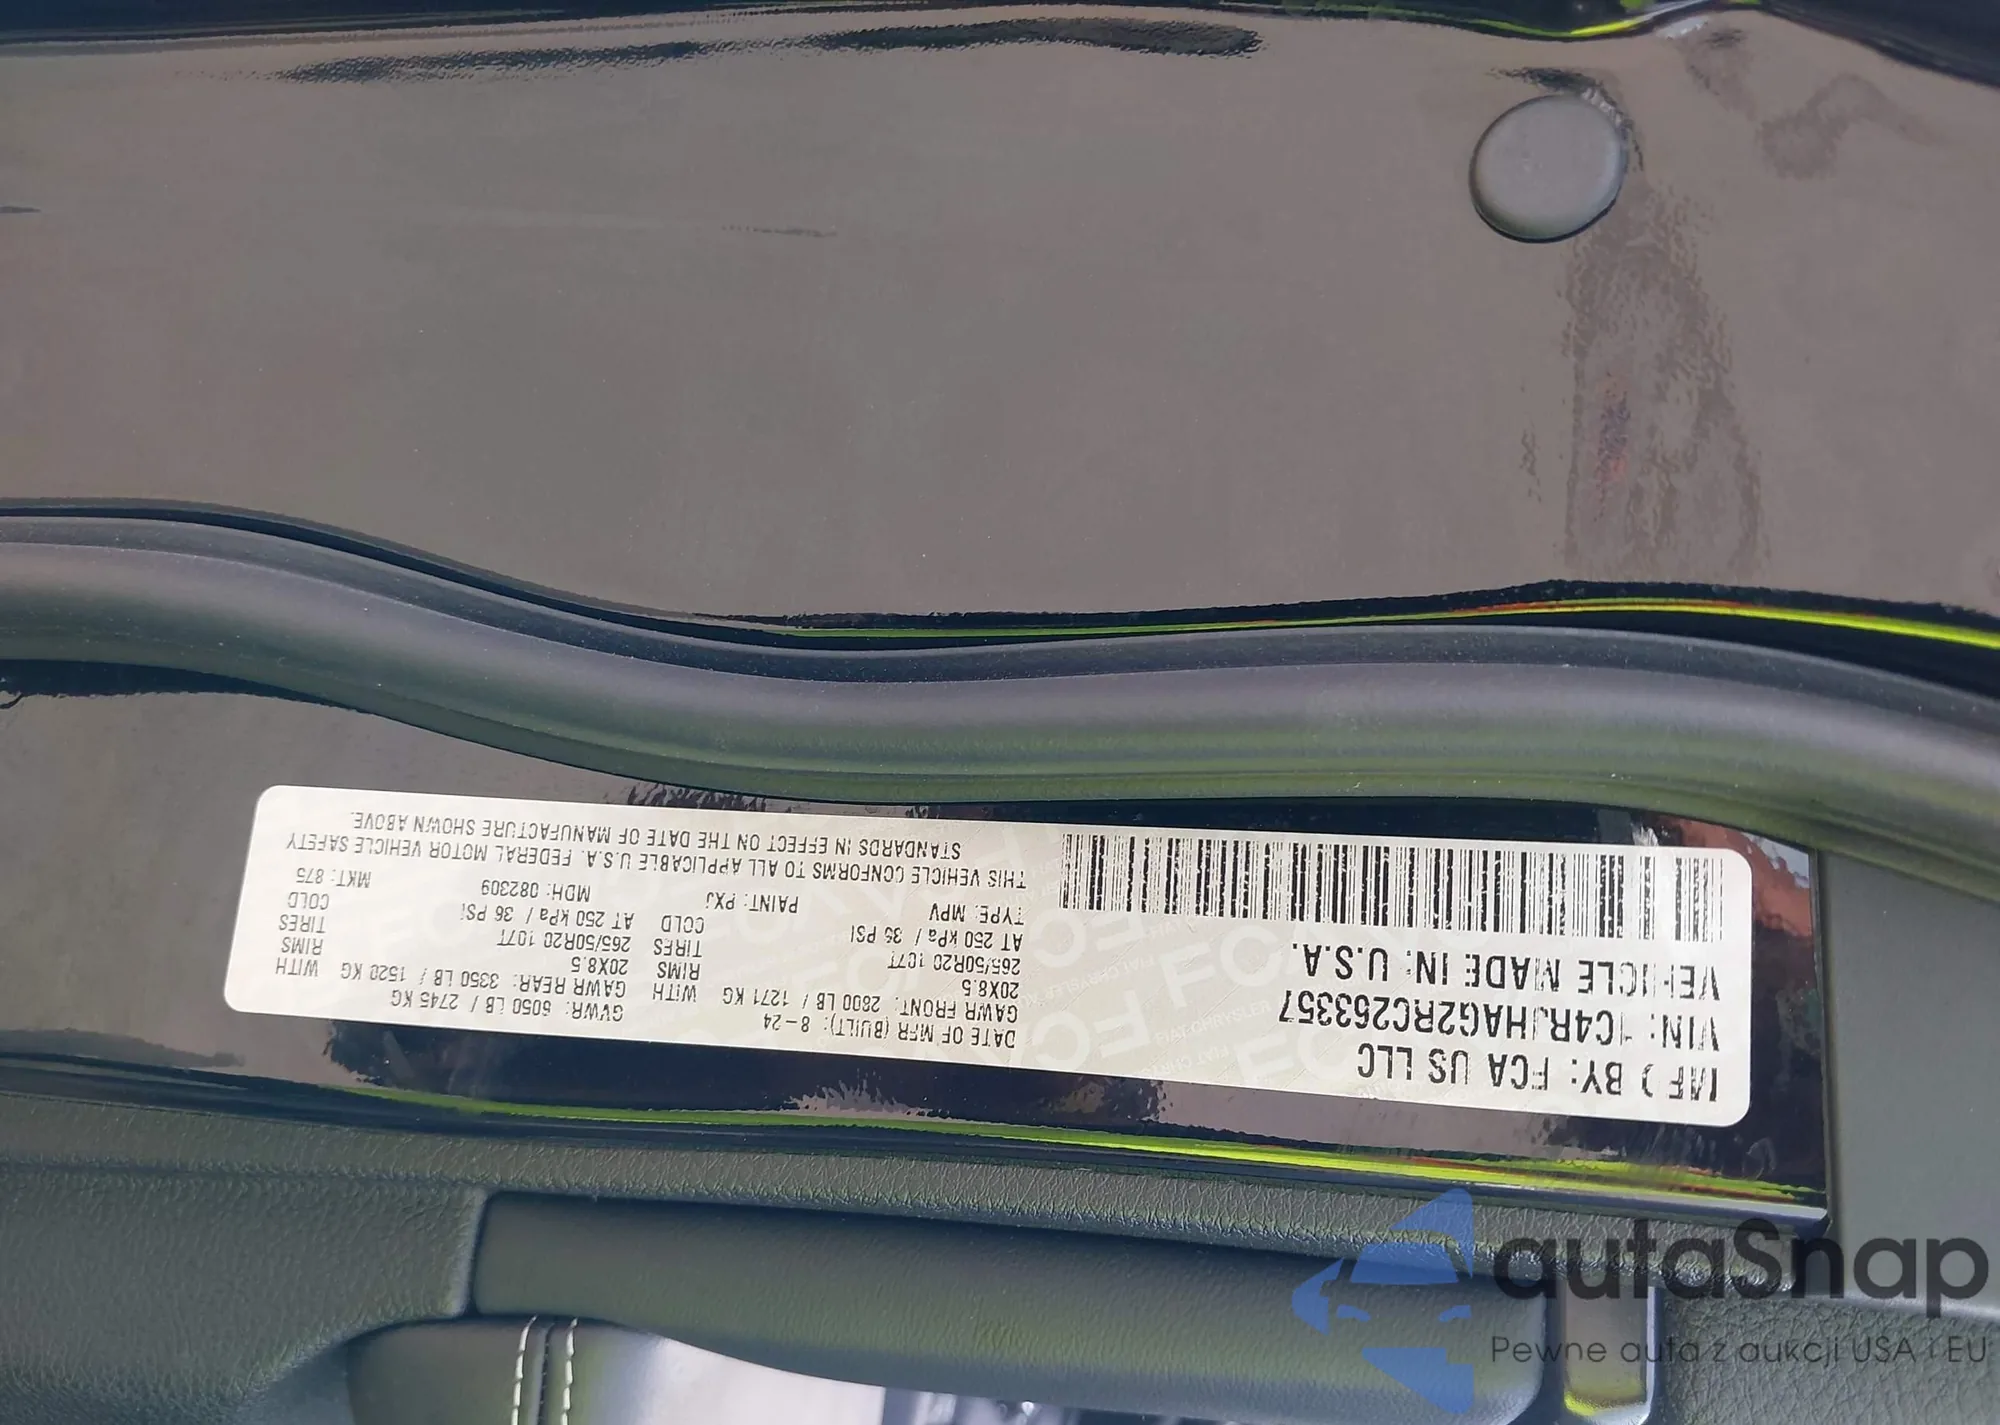 MFD BY: FCA US LLC
VIN: 1C4RJHAG2RC263357
VEHICLE MADE IN: U.S.A.
DATE OF MFR (BUILT): 8-24 GVWR: 6050 LB / 2745 KG
GAWR FRONT: 2800 LB / 1271 KG WITH GAWR REAR: 3350 LB / 1520 KG WITH
20X8.5 RIMS 20X8.5 RIMS
265/50R20 107T TIRES 265/50R20 107T TIRES
AT 250 kPa / 36 PSI COLD AT 250 kPa / 36 PSI COLD
TYPE: MPV PAINT: PXJ MDH: 082309 MKT: 875
THIS VEHICLE CONFORMS TO ALL APPLICABLE U.S.A. FEDERAL MOTOR VEHICLE SAFETY
STANDARDS IN EFFECT ON THE DATE OF MANUFACTURE SHOWN ABOVE.
autaSnap
Pewne auta z aukcji USA i EU